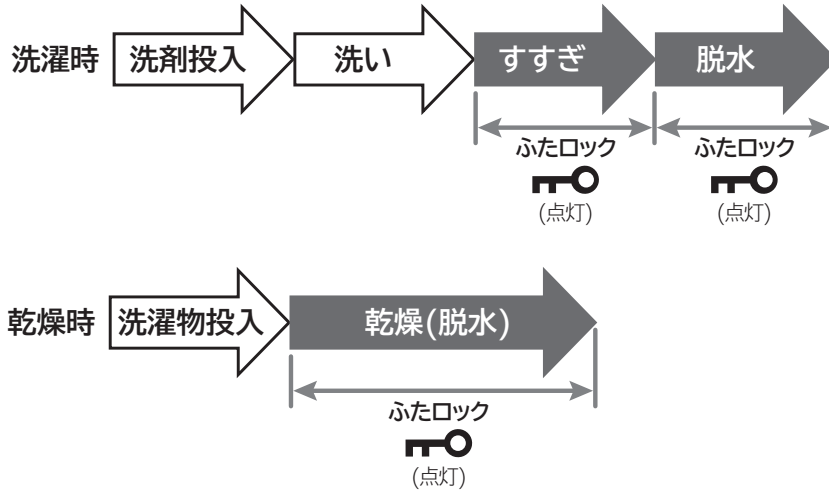 洗濯時 洗剤投入 洗い すすぎ 脱水
ふたロック ふたロック
(点灯) (点灯)
乾燥時 洗濯物投入 乾燥(脱水)
ふたロック
(点灯)